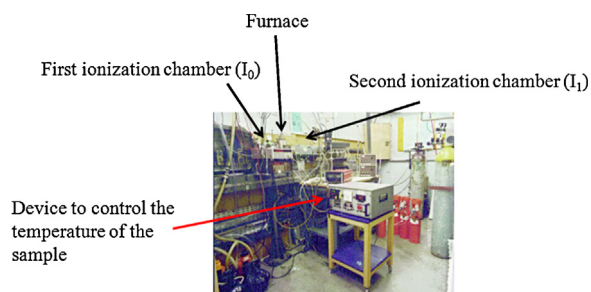 Furnace
First ionization chamber (I₀)
Second ionization chamber (I₁)
Device to control the
temperature of the
sample